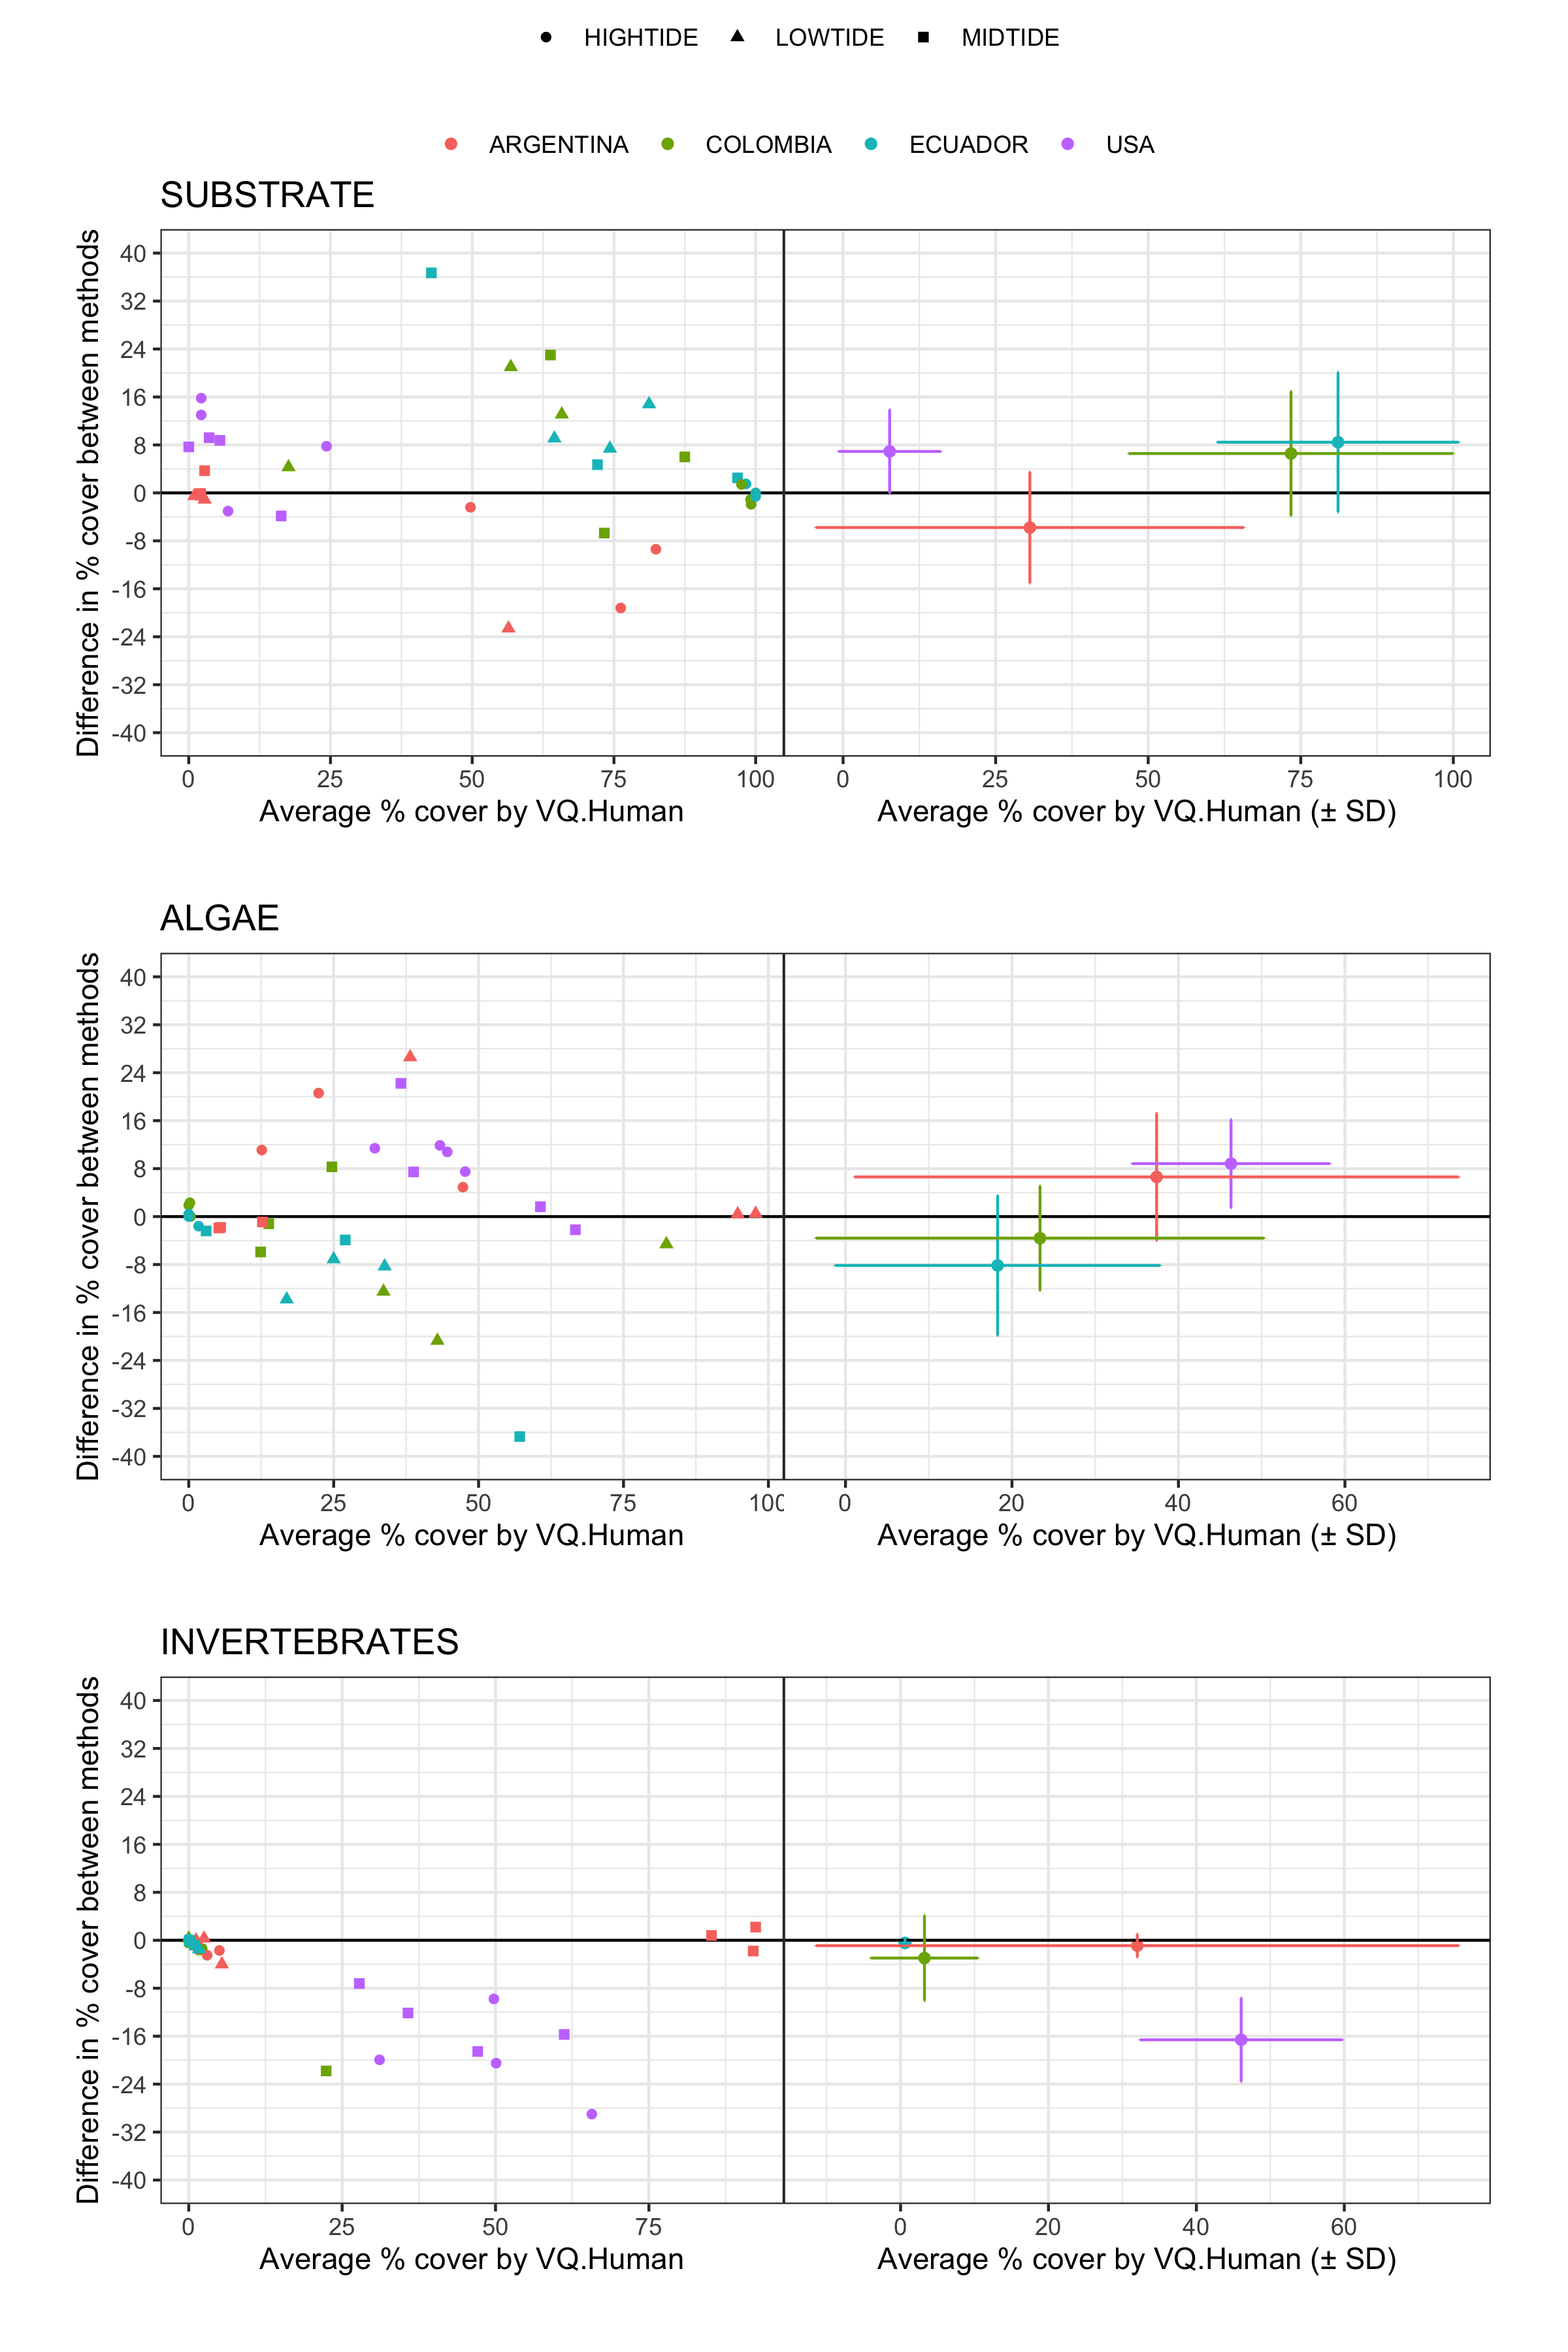 HIGHTIDE LOWTIDE MIDTIDE
ARGENTINA COLOMBIA ECUADOR USA
SUBSTRATE
Difference in % cover between methods
40
32
24
16
8
0
-8
-16
-24
-32
-40
0 25 50 75 100 0 25 50 75 100
Average % cover by VQ.Human Average % cover by VQ.Human (± SD)
ALGAE
Difference in % cover between methods
40
32
24
16
8
0
-8
-16
-24
-32
-40
0 25 50 75 100 0 20 40 60
Average % cover by VQ.Human Average % cover by VQ.Human (± SD)
INVERTEBRATES
Difference in % cover between methods
40
32
24
16
8
0
-8
-16
-24
-32
-40
0 25 50 75 0 20 40 60
Average % cover by VQ.Human Average % cover by VQ.Human (± SD)